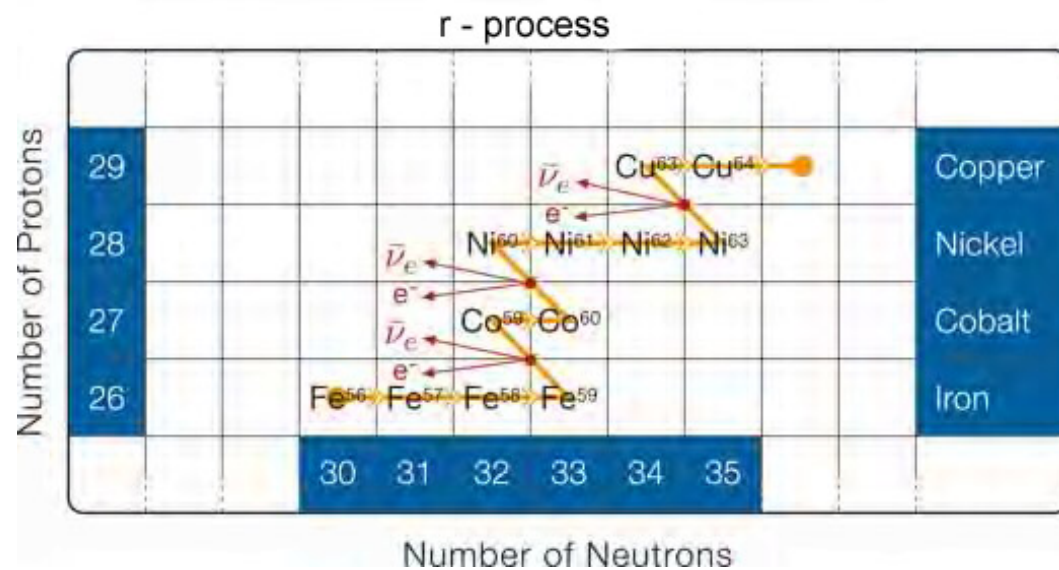 r - process
29 Cu⁶³ Cu⁶⁴ Copper
ν̄ₑ
e⁻
28 Ni⁶⁰ Ni⁶¹ Ni⁶² Ni⁶³ Nickel
ν̄ₑ
e⁻
27 Co⁵⁹ Co⁶⁰ Cobalt
ν̄ₑ
e⁻
26 Fe⁵⁶ Fe⁵⁷ Fe⁵⁸ Fe⁵⁹ Iron
30 31 32 33 34 35
Number of Protons
Number of Neutrons